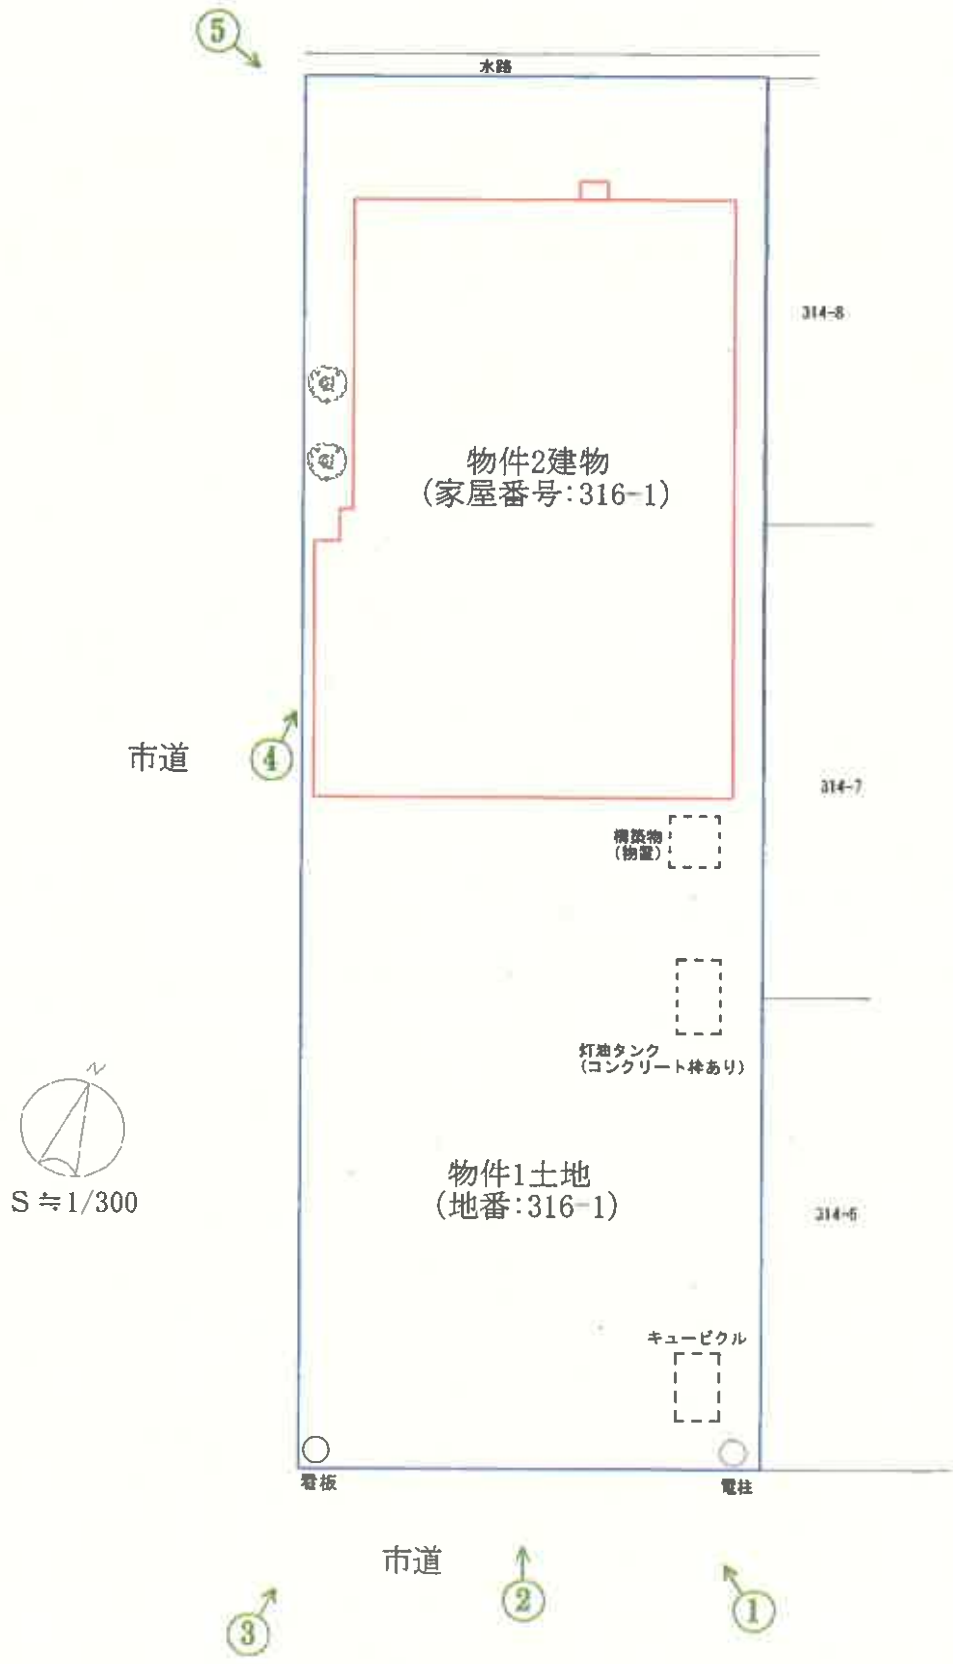 ⑤
水路
314-8
物件2建物
(家屋番号:316-1)
市道
④
314-7
構築物
(物置)
灯油タンク
(コンクリート枠あり)
N
S≒1/300
物件1土地
(地番:316-1)
314-6
キュービクル
看板
電柱
市道
②
①
③